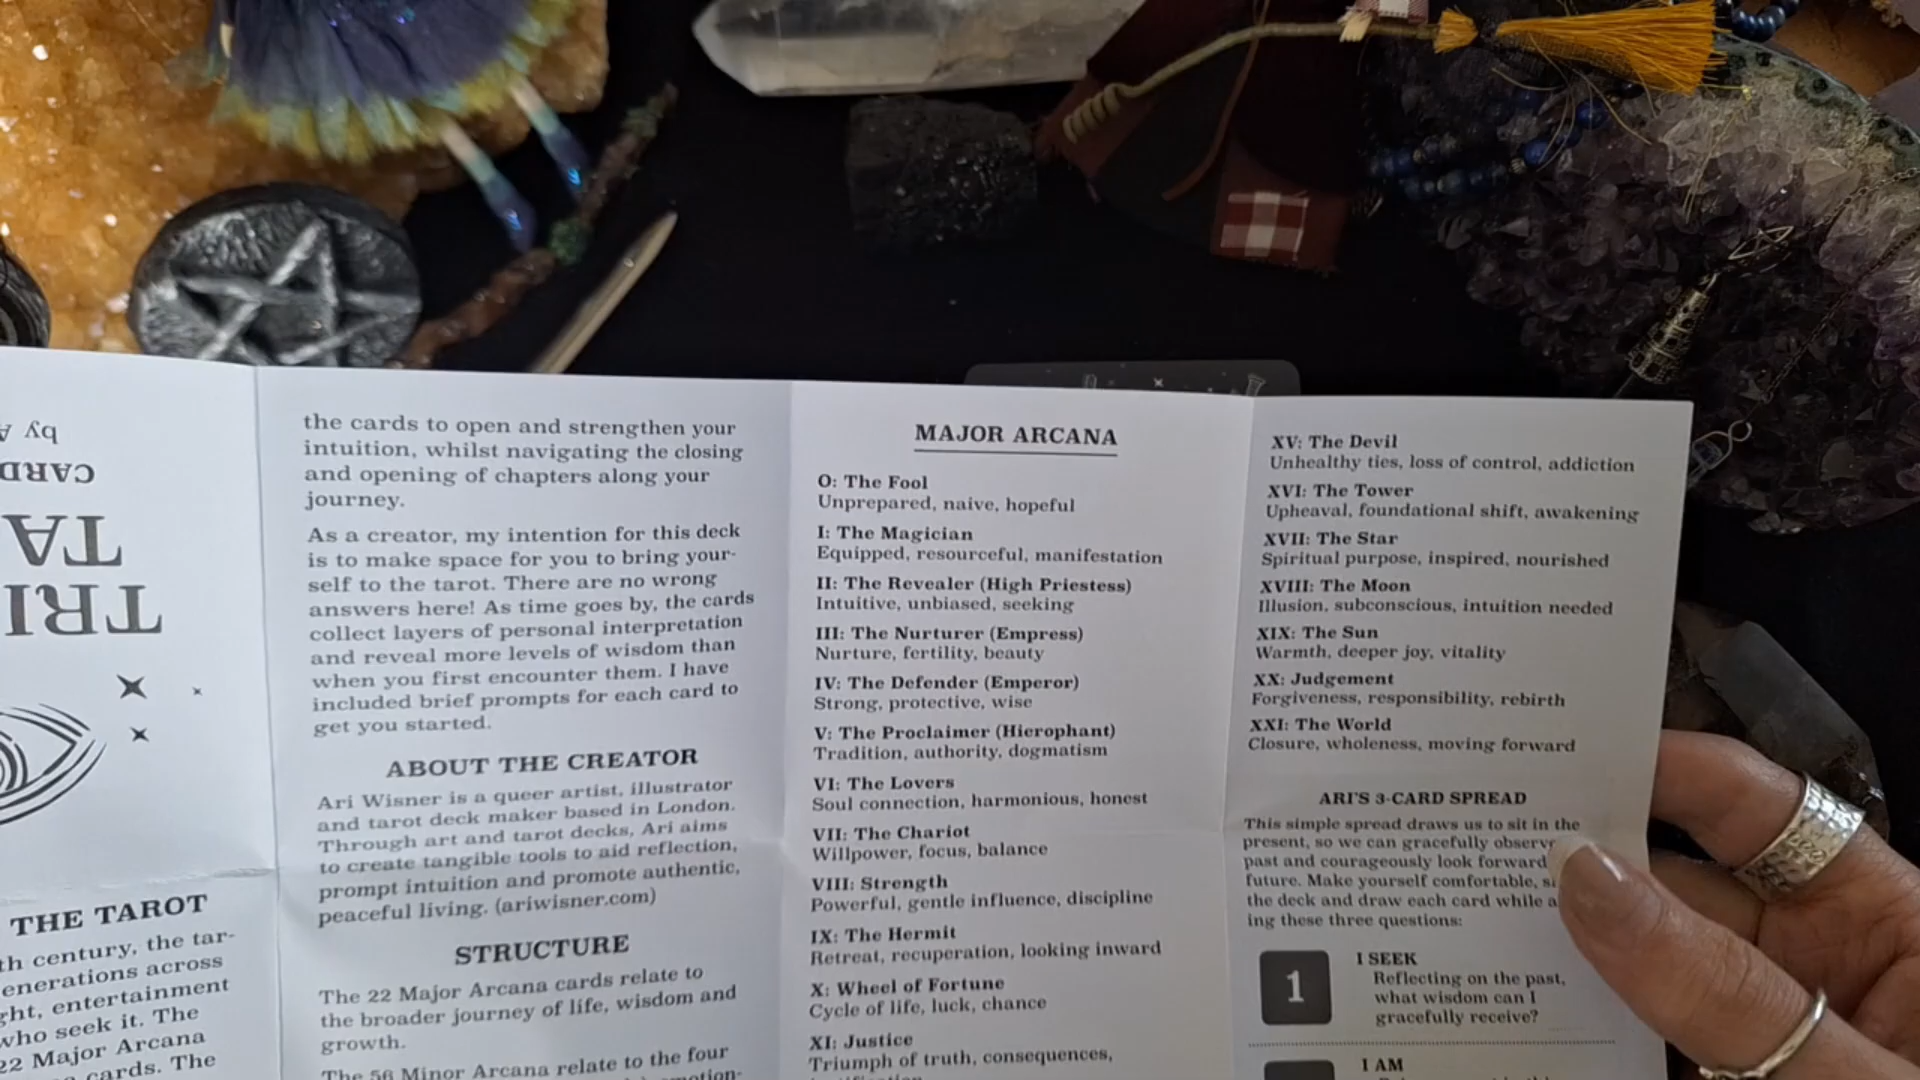 by
CARD
TA
TRI
THE TAROT
th century, the tar-
enerations across
ght, entertainment
who seek it. The
22 Major Arcana
cards. The
the cards to open and strengthen your
intuition, whilst navigating the closing
and opening of chapters along your
journey.
As a creator, my intention for this deck
is to make space for you to bring your-
self to the tarot. There are no wrong
answers here! As time goes by, the cards
collect layers of personal interpretation
and reveal more levels of wisdom than
when you first encounter them. I have
included brief prompts for each card to
get you started.
ABOUT THE CREATOR
Ari Wisner is a queer artist, illustrator
and tarot deck maker based in London.
Through art and tarot decks, Ari aims
to create tangible tools to aid reflection,
prompt intuition and promote authentic,
peaceful living. (ariwisner.com)
STRUCTURE
The 22 Major Arcana cards relate to
the broader journey of life, wisdom and
growth.
The 56 Minor Arcana relate to the four
MAJOR ARCANA
O: The Fool
Unprepared, naive, hopeful
I: The Magician
Equipped, resourceful, manifestation
II: The Revealer (High Priestess)
Intuitive, unbiased, seeking
III: The Nurturer (Empress)
Nurture, fertility, beauty
IV: The Defender (Emperor)
Strong, protective, wise
V: The Proclaimer (Hierophant)
Tradition, authority, dogmatism
VI: The Lovers
Soul connection, harmonious, honest
VII: The Chariot
Willpower, focus, balance
VIII: Strength
Powerful, gentle influence, discipline
IX: The Hermit
Retreat, recuperation, looking inward
X: Wheel of Fortune
Cycle of life, luck, chance
XI: Justice
Triumph of truth, consequences,
XV: The Devil
Unhealthy ties, loss of control, addiction
XVI: The Tower
Upheaval, foundational shift, awakening
XVII: The Star
Spiritual purpose, inspired, nourished
XVIII: The Moon
Illusion, subconscious, intuition needed
XIX: The Sun
Warmth, deeper joy, vitality
XX: Judgement
Forgiveness, responsibility, rebirth
XXI: The World
Closure, wholeness, moving forward
ARI'S 3-CARD SPREAD
This simple spread draws us to sit in the
present, so we can gracefully observe
past and courageously look forward
future. Make yourself comfortable, s
the deck and draw each card while a
ing these three questions:
1
I SEEK
Reflecting on the past,
what wisdom can I
gracefully receive?
I AM